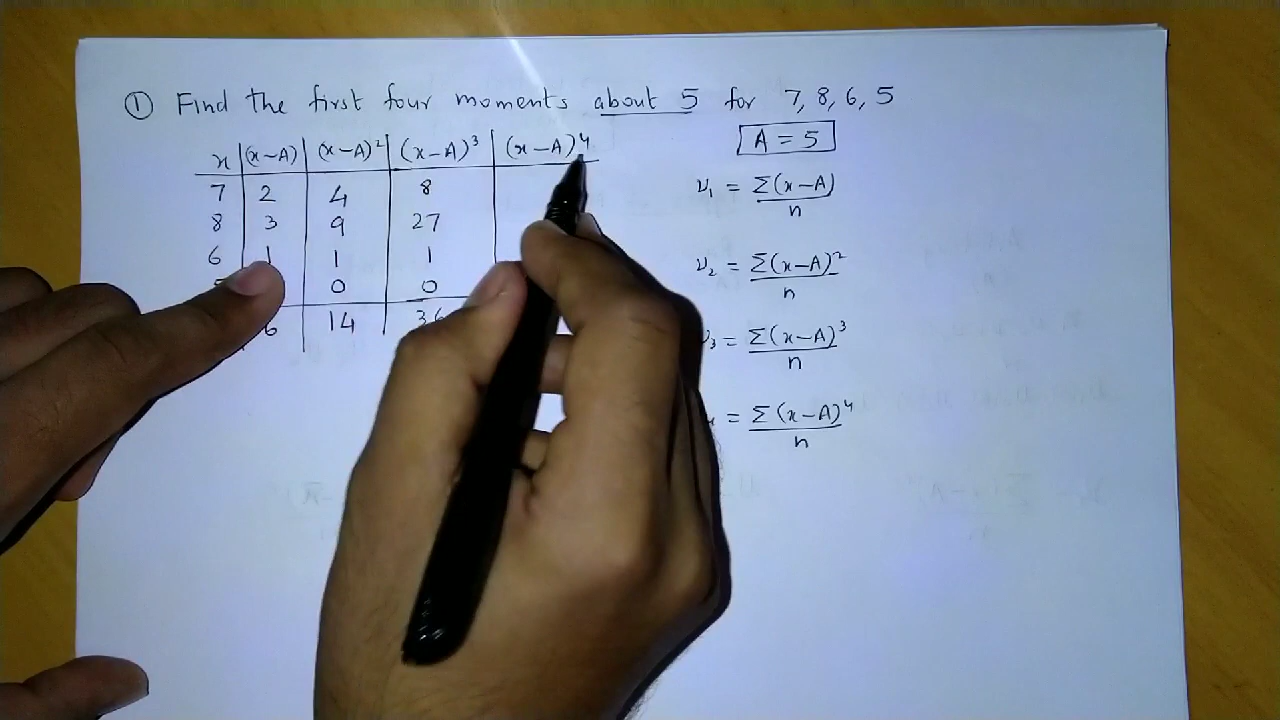 ① Find the first four moments about 5 for 7, 8, 6, 5
A = 5
x (x-A) (x-A)² (x-A)³ (x-A)⁴
7 2 4 8
8 3 9 27
6 1 1 1
0 0
6 14 36
ν₁ = Σ(x-A) / n
ν₂ = Σ(x-A)² / n
ν₃ = Σ(x-A)³ / n
= Σ(x-A)⁴ / n